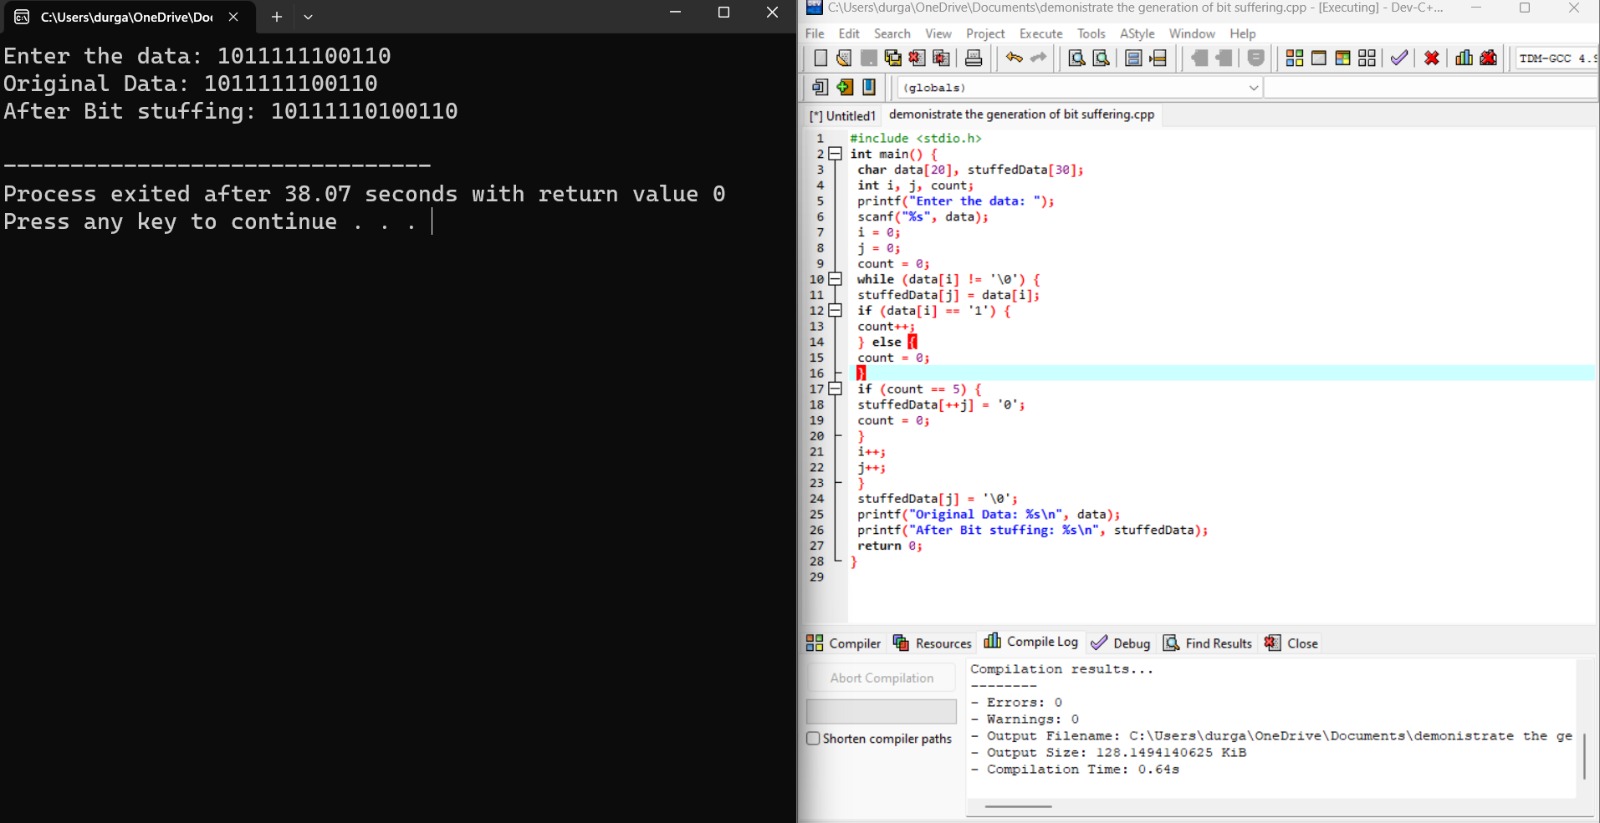 C:\Users\durga\OneDrive\Do
Enter the data: 1011111100110
Original Data: 1011111100110
After Bit stuffing: 10111110100110
--------------------------------
Process exited after 38.07 seconds with return value 0
Press any key to continue . . .
C:\Users\durga\OneDrive\Documents\demonistrate the generation of bit suffering.cpp - [Executing] - Dev-C+...
File Edit Search View Project Execute Tools AStyle Window Help
TDM-GCC 4.9
(globals)
[*] Untitled1 demonistrate the generation of bit suffering.cpp
1 #include <stdio.h>
2 int main() {
3 char data[20], stuffedData[30];
4 int i, j, count;
5 printf("Enter the data: ");
6 scanf("%s", data);
7 i = 0;
8 j = 0;
9 count = 0;
10 while (data[i] != '\0') {
11 stuffedData[j] = data[i];
12 if (data[i] == '1') {
13 count++;
14 } else {
15 count = 0;
16 }
17 if (count == 5) {
18 stuffedData[++j] = '0';
19 count = 0;
20 }
21 i++;
22 j++;
23 }
24 stuffedData[j] = '\0';
25 printf("Original Data: %s\n", data);
26 printf("After Bit stuffing: %s\n", stuffedData);
27 return 0;
28 }
29
Compiler Resources Compile Log Debug Find Results Close
Abort Compilation
Shorten compiler paths
Compilation results...
--------
- Errors: 0
- Warnings: 0
- Output Filename: C:\Users\durga\OneDrive\Documents\demonistrate the ge
- Output Size: 128.1494140625 KiB
- Compilation Time: 0.64s